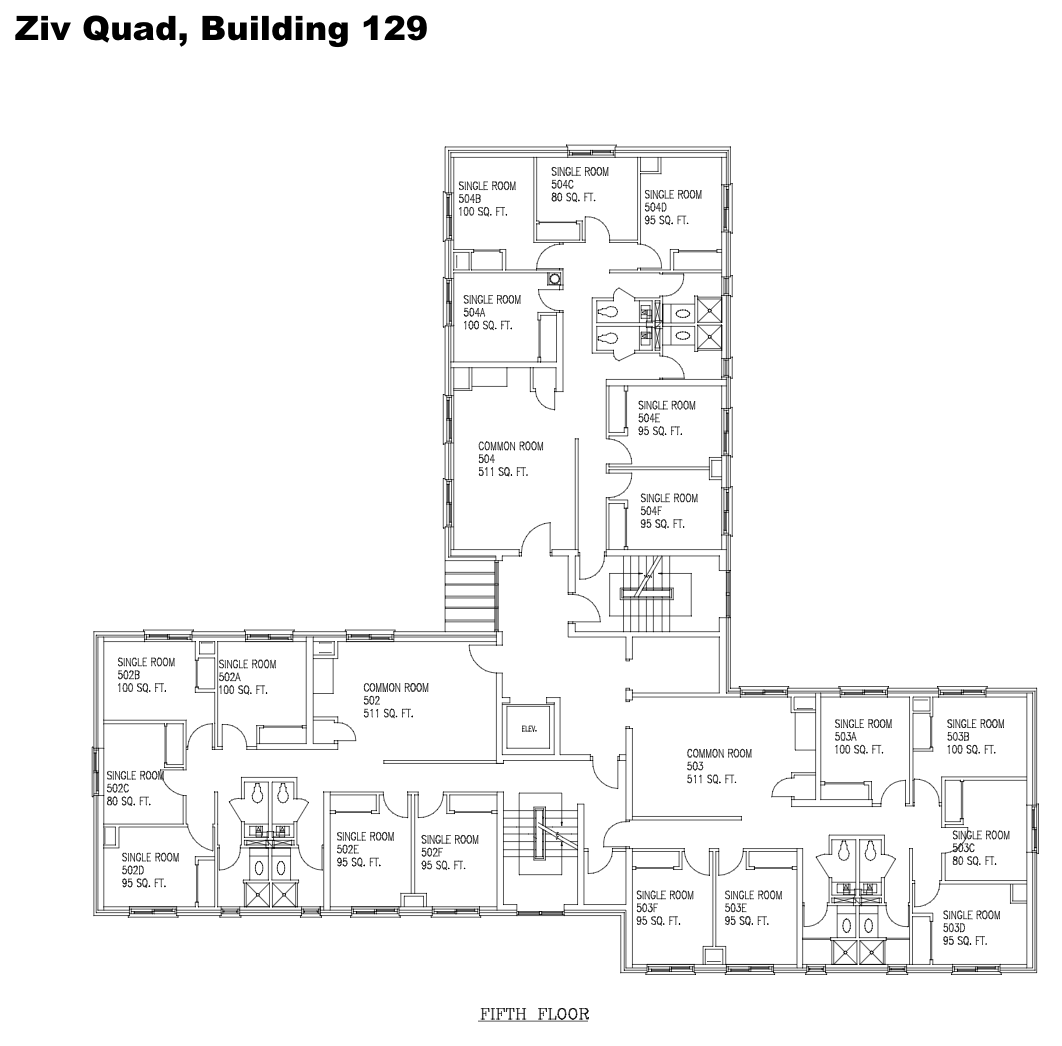 Ziv Quad, Building 129
SINGLE ROOM
504B
100 SQ. FT.
SINGLE ROOM
504C
80 SQ. FT.
SINGLE ROOM
504D
95 SQ. FT.
SINGLE ROOM
504A
100 SQ. FT.
SINGLE ROOM
504E
95 SQ. FT.
COMMON ROOM
504
511 SQ. FT.
SINGLE ROOM
504F
95 SQ. FT.
SINGLE ROOM
502B
100 SQ. FT.
SINGLE ROOM
502A
100 SQ. FT.
COMMON ROOM
502
511 SQ. FT.
ELEV.
SINGLE ROOM
502C
80 SQ. FT.
SINGLE ROOM
502D
95 SQ. FT.
SINGLE ROOM
502E
95 SQ. FT.
SINGLE ROOM
502F
95 SQ. FT.
COMMON ROOM
503
511 SQ. FT.
SINGLE ROOM
503A
100 SQ. FT.
SINGLE ROOM
503B
100 SQ. FT.
SINGLE ROOM
503C
80 SQ. FT.
SINGLE ROOM
503F
95 SQ. FT.
SINGLE ROOM
503E
95 SQ. FT.
SINGLE ROOM
503D
95 SQ. FT.
FIFTH FLOOR